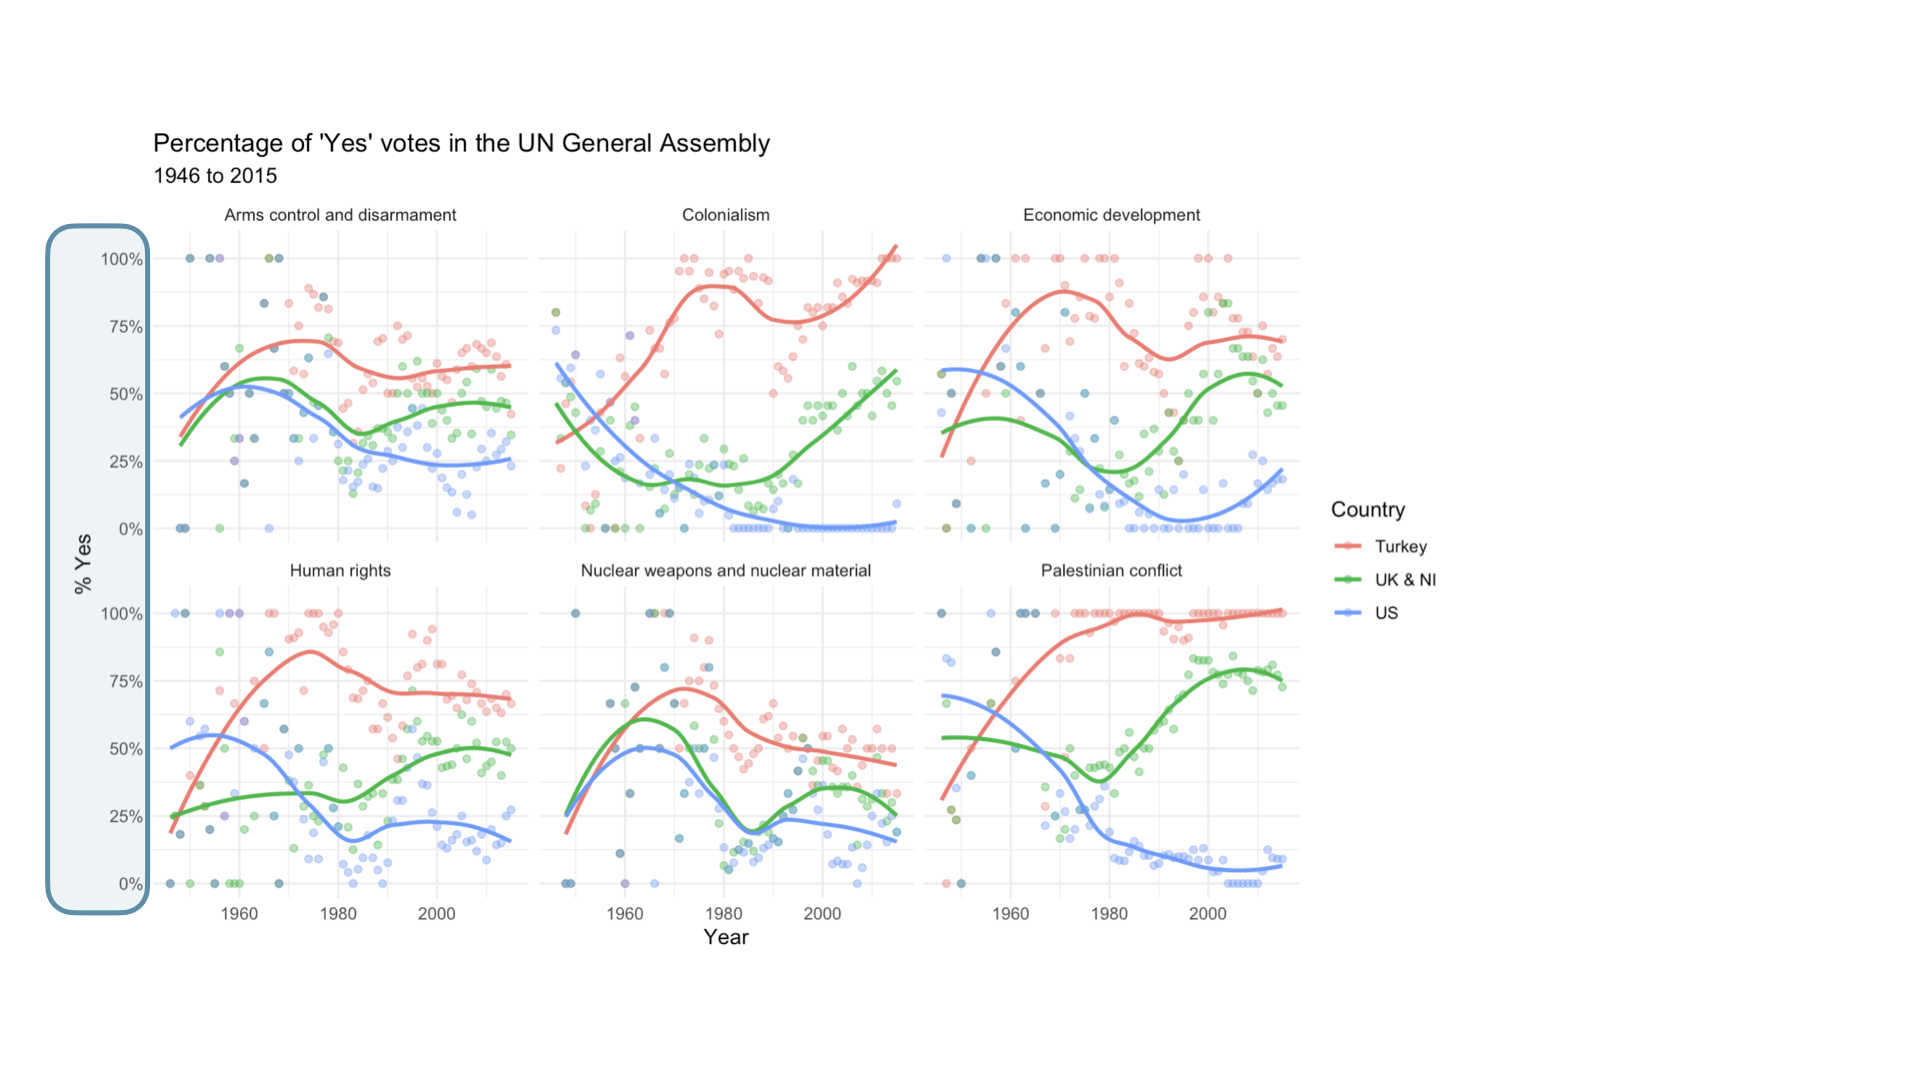 Percentage of 'Yes' votes in the UN General Assembly
1946 to 2015
Arms control and disarmament
Colonialism
Economic development
100%
75%
50%
25%
0%
% Yes
Human rights
Nuclear weapons and nuclear material
Palestinian conflict
100%
75%
50%
25%
0%
1960 1980 2000
1960 1980 2000
1960 1980 2000
Year
Country
Turkey
UK & NI
US